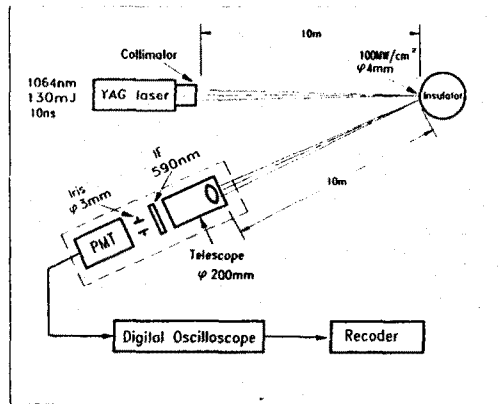 10m
Collimator
100MW/cm²
φ4mm
1064nm
130mJ
10ns
YAG laser
Insulator
IF
590nm
Iris
φ3mm
10m
PMT
Telescope
φ 200mm
Digital Oscilloscope
Recoder